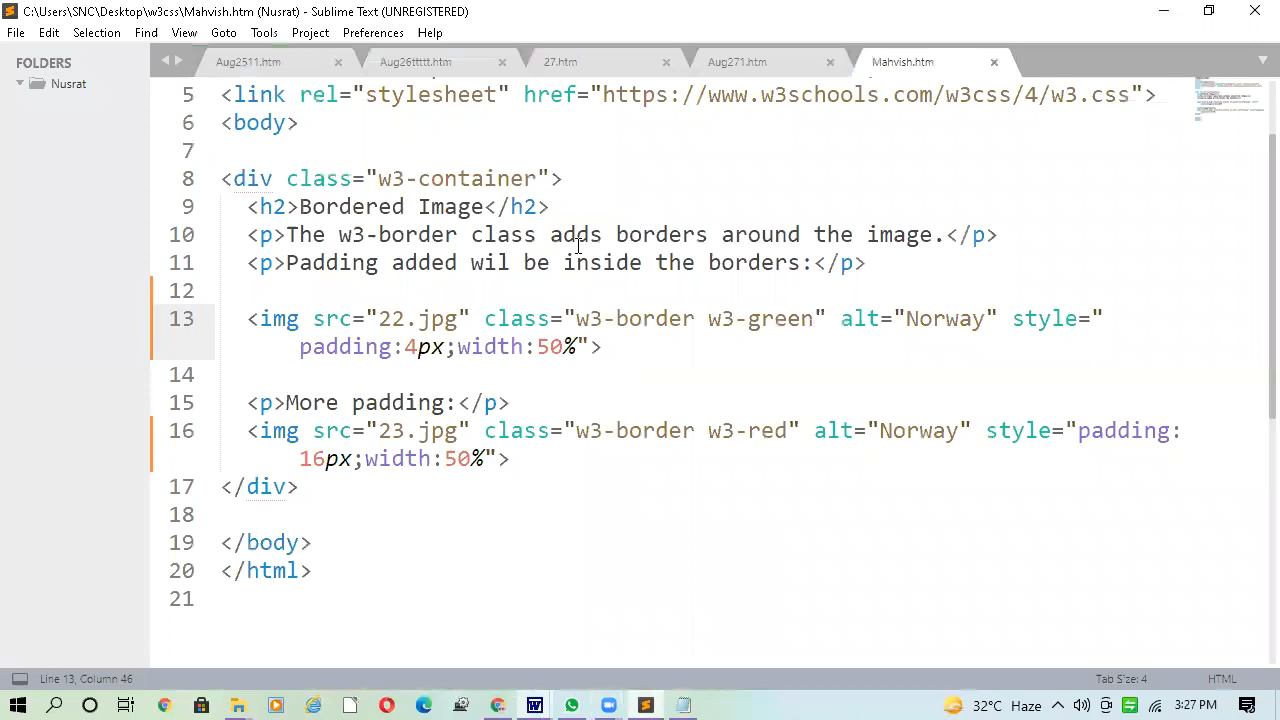 C:\Users\SNC\Desktop\w3css\Mahvish.htm (Nusrat) - Sublime Text (UNREGISTERED)
File Edit Selection Find View Goto Tools Project Preferences Help
FOLDERS
Nusrat
Aug2511.htm Aug26ttttt.htm 27.htm Aug271.htm Mahvish.htm
5 <link rel="stylesheet" href="https://www.w3schools.com/w3css/4/w3.css">
6 <body>
7
8 <div class="w3-container">
9 <h2>Bordered Image</h2>
10 <p>The w3-border class adds borders around the image.</p>
11 <p>Padding added wil be inside the borders:</p>
12
13 <img src="22.jpg" class="w3-border w3-green" alt="Norway" style="
padding:4px;width:50%">
14
15 <p>More padding:</p>
16 <img src="23.jpg" class="w3-border w3-red" alt="Norway" style="padding:
16px;width:50%">
17 </div>
18
19 </body>
20 </html>
21
Line 13, Column 46 Tab Size: 4 HTML
32°C Haze 3:27 PM